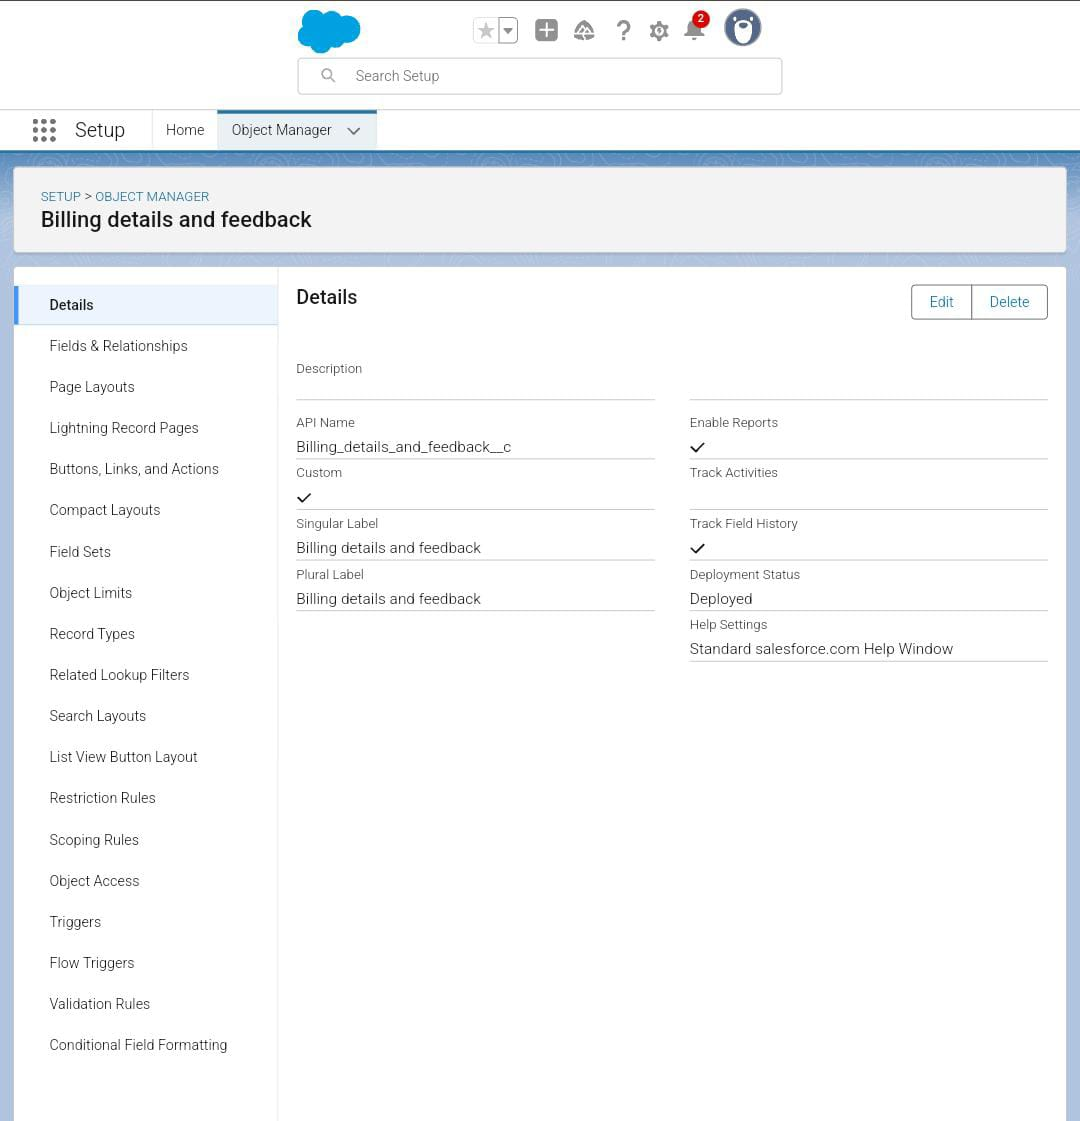 2
Search Setup
Setup
Home
Object Manager
SETUP > OBJECT MANAGER
Billing details and feedback
Details
Fields & Relationships
Page Layouts
Lightning Record Pages
Buttons, Links, and Actions
Compact Layouts
Field Sets
Object Limits
Record Types
Related Lookup Filters
Search Layouts
List View Button Layout
Restriction Rules
Scoping Rules
Object Access
Triggers
Flow Triggers
Validation Rules
Conditional Field Formatting
Details
Edit
Delete
Description
API Name
Billing_details_and_feedback__c
Custom
Singular Label
Billing details and feedback
Plural Label
Billing details and feedback
Enable Reports
Track Activities
Track Field History
Deployment Status
Deployed
Help Settings
Standard salesforce.com Help Window